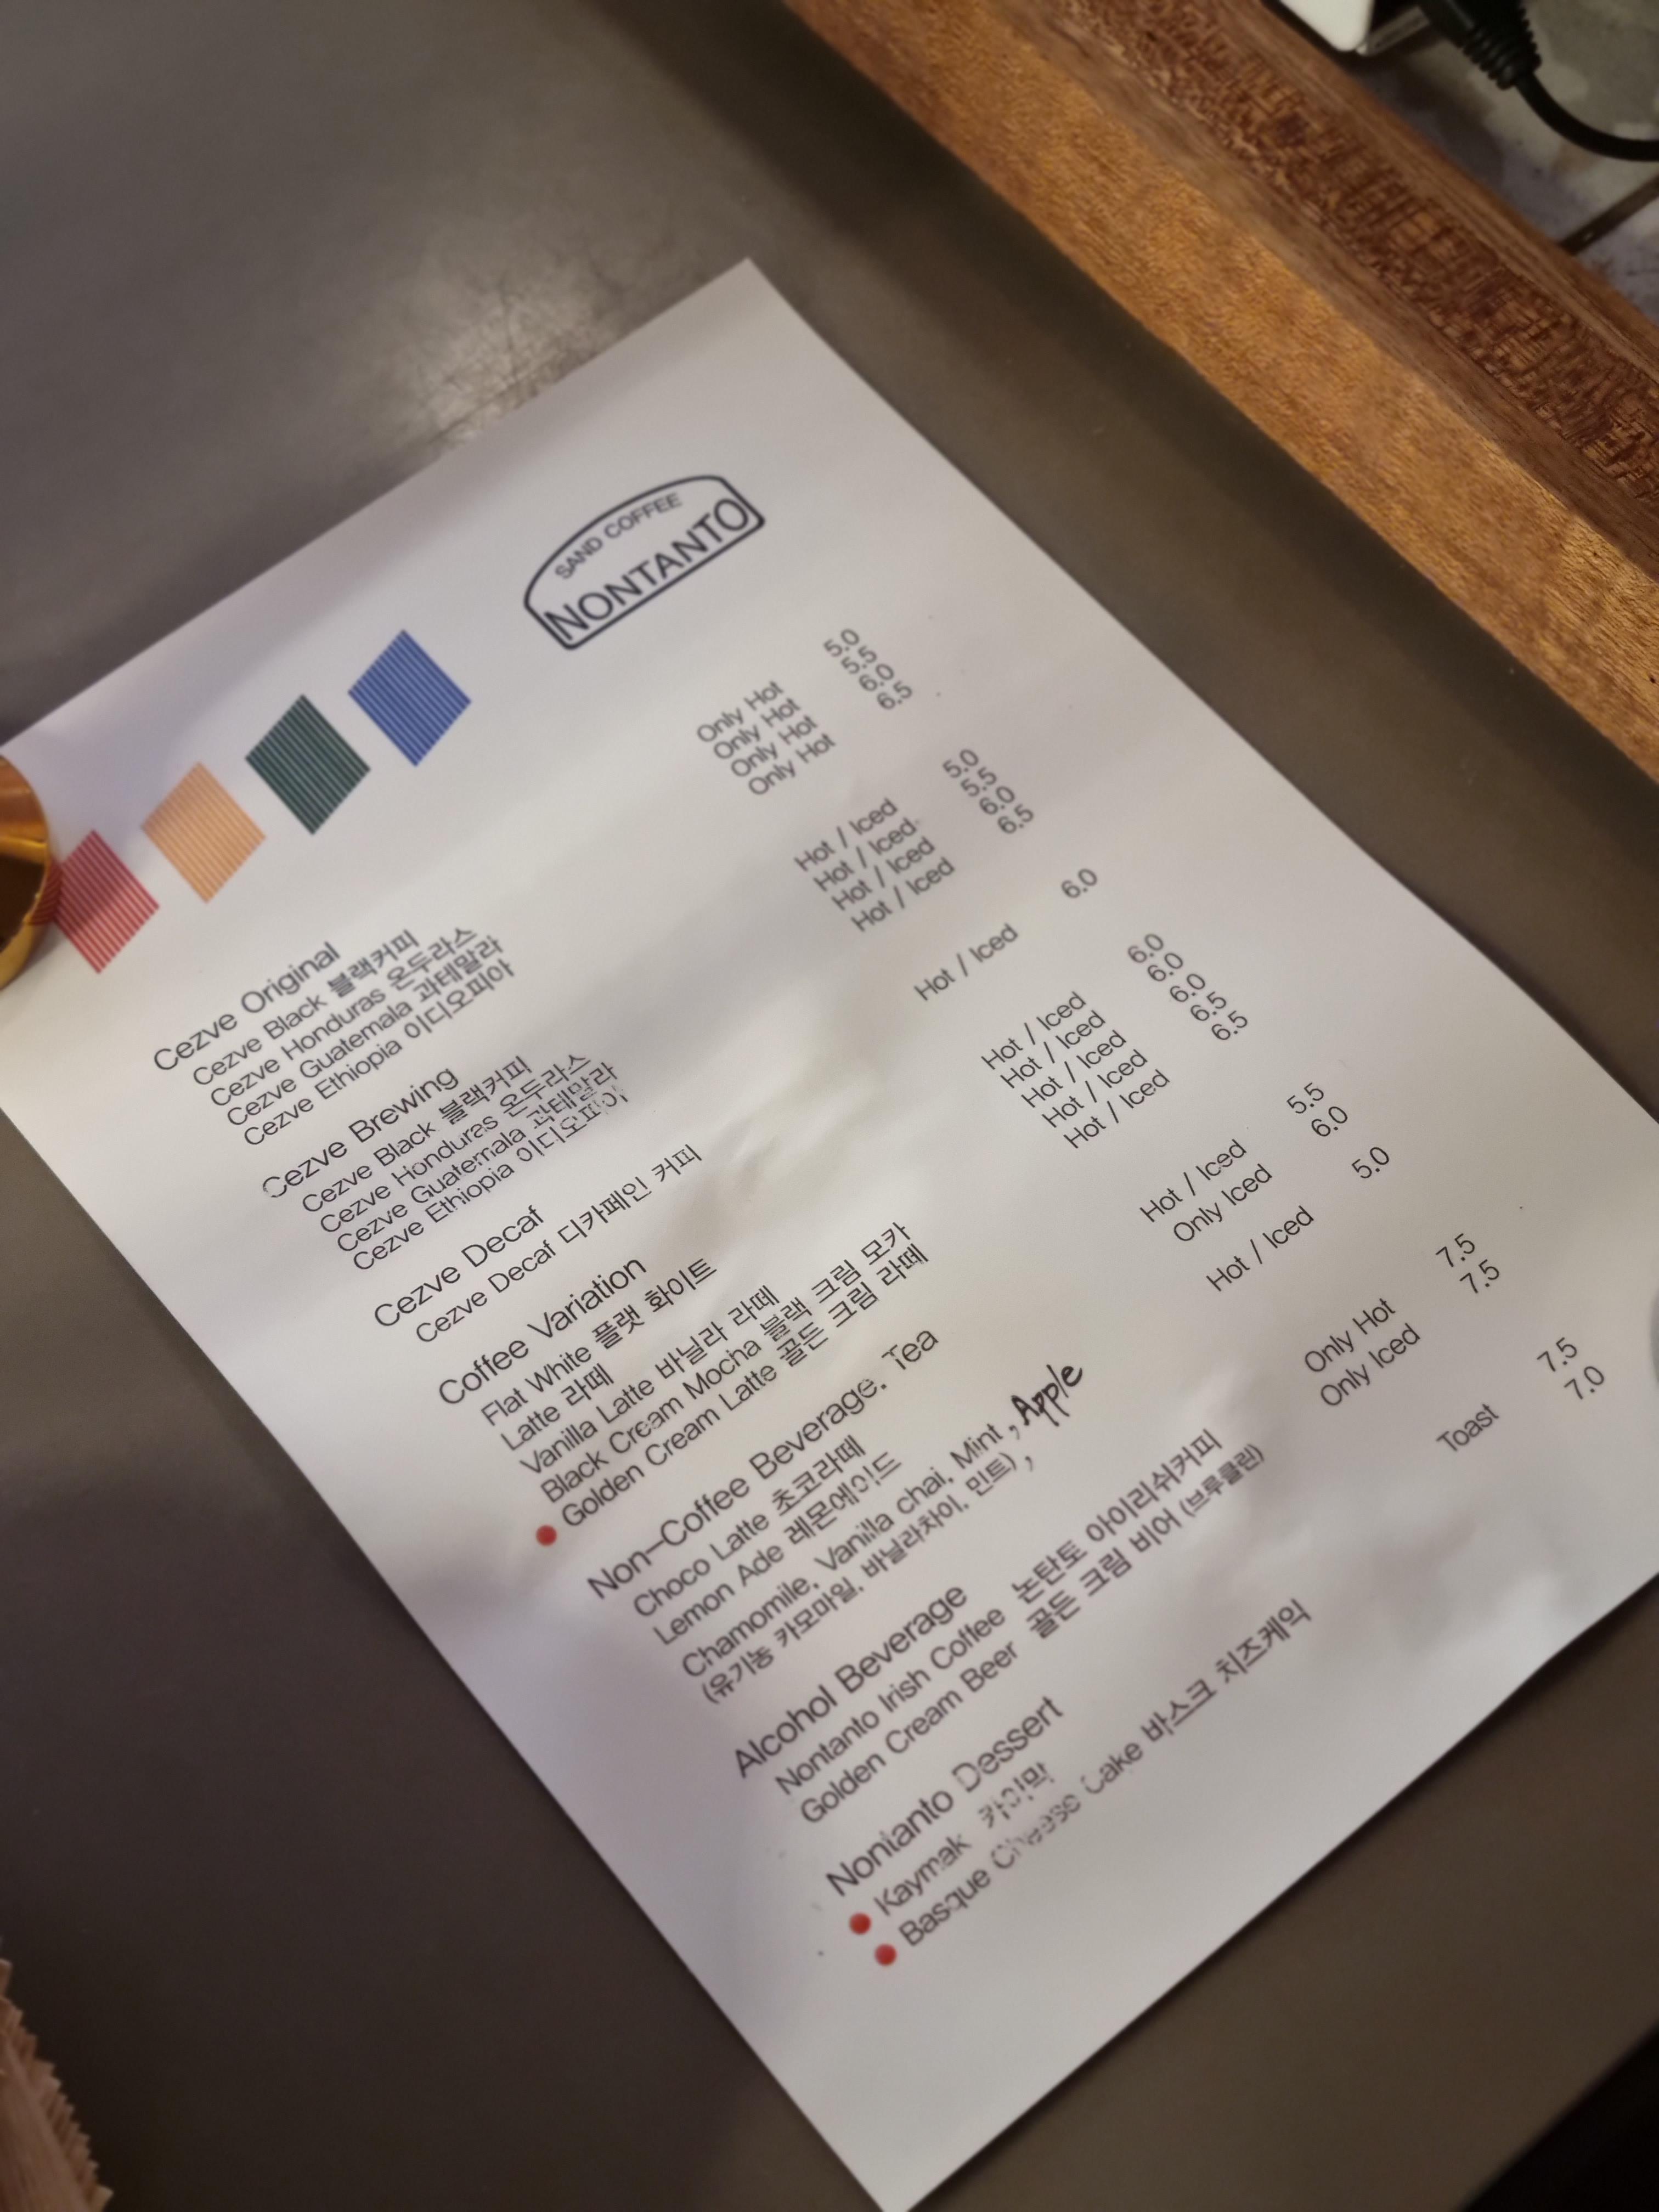 SAND COFFEE
NONTANTO
Cezve Original
Cezve Black 블랙커피 Only Hot 5.0
Cezve Honduras 온두라스 Only Hot 5.5
Cezve Guatemala 과테말라 Only Hot 6.0
Cezve Ethiopia 이디오피아 Only Hot 6.5
Cezve Brewing
Cezve Black 블랙커피 Hot / Iced 5.0
Cezve Honduras 온두라스 Hot / Iced 5.5
Cezve Guatemala 과테말라 Hot / Iced 6.0
Cezve Ethiopia 이디오피아 Hot / Iced 6.5
Cezve Decaf
Cezve Decaf 디카페인 커피 Hot / Iced 6.0
Coffee Variation
Flat White 플랫 화이트 Hot / Iced 6.0
Latte 라떼 Hot / Iced 6.0
Vanilla Latte 바닐라 라떼 Hot / Iced 6.0
Black Cream Mocha 블랙 크림 모카 Hot / Iced 6.5
Golden Cream Latte 골든 크림 라떼 Hot / Iced 6.5
Non-Coffee Beverage, Tea
Choco Latte 초코라떼 Hot / Iced 5.5
Lemon Ade 레몬에이드 Only Iced 6.0
Chamomile, Vanilla chai, Mint , Apple Hot / Iced 5.0
(유기농 카모마일, 바닐라차이, 민트) ,
Alcohol Beverage
Nontanto Irish Coffee 논탄토 아이리쉬커피 Only Hot 7.5
Golden Cream Beer 골든 크림 비어 (브루클린) Only Iced 7.5
Nontanto Dessert
Kaymak 카이막 Toast 7.5
Basque Cheese Cake 바스크 치즈케익 7.0